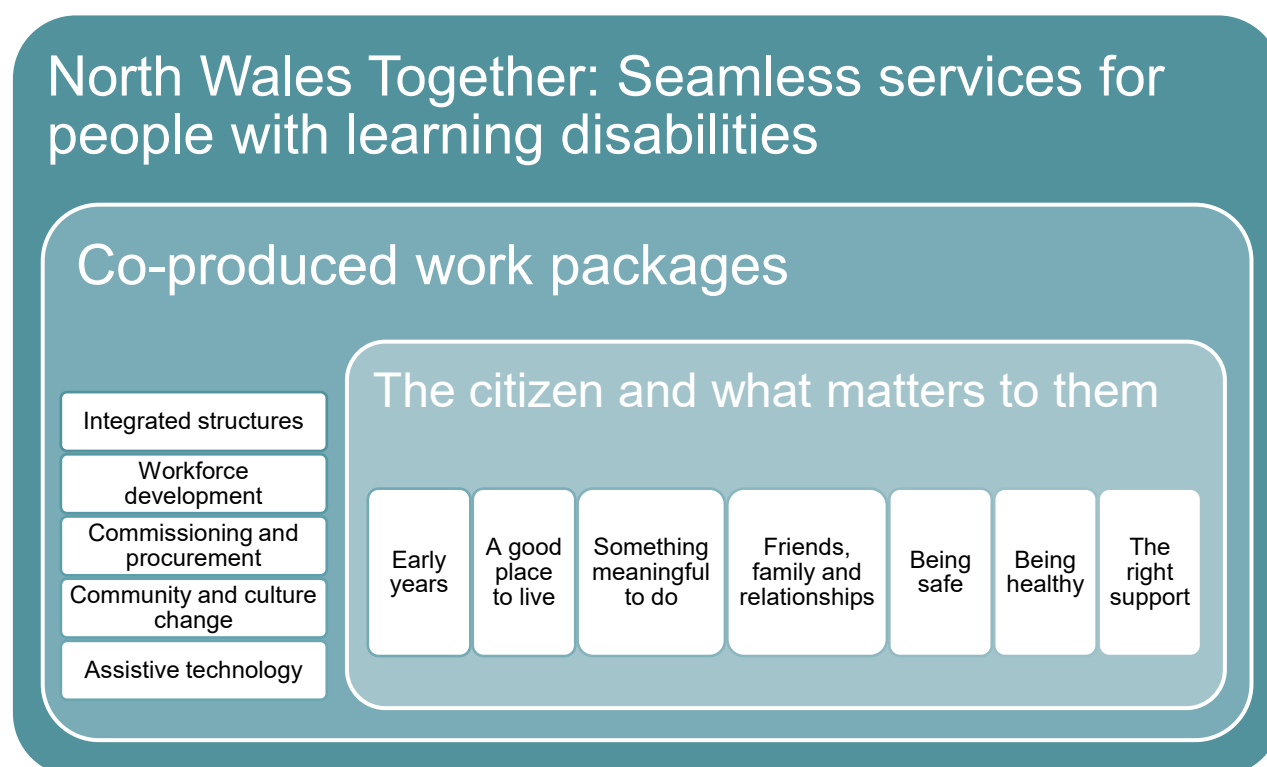 North Wales Together: Seamless services for
people with learning disabilities
Co-produced work packages
Integrated structures
Workforce
development
Commissioning and
procurement
Community and culture
change
Assistive technology
The citizen and what matters to them
Early
years
A good
place
to live
Something
meaningful
to do
Friends,
family and
relationships
Being
safe
Being
healthy
The
right
support